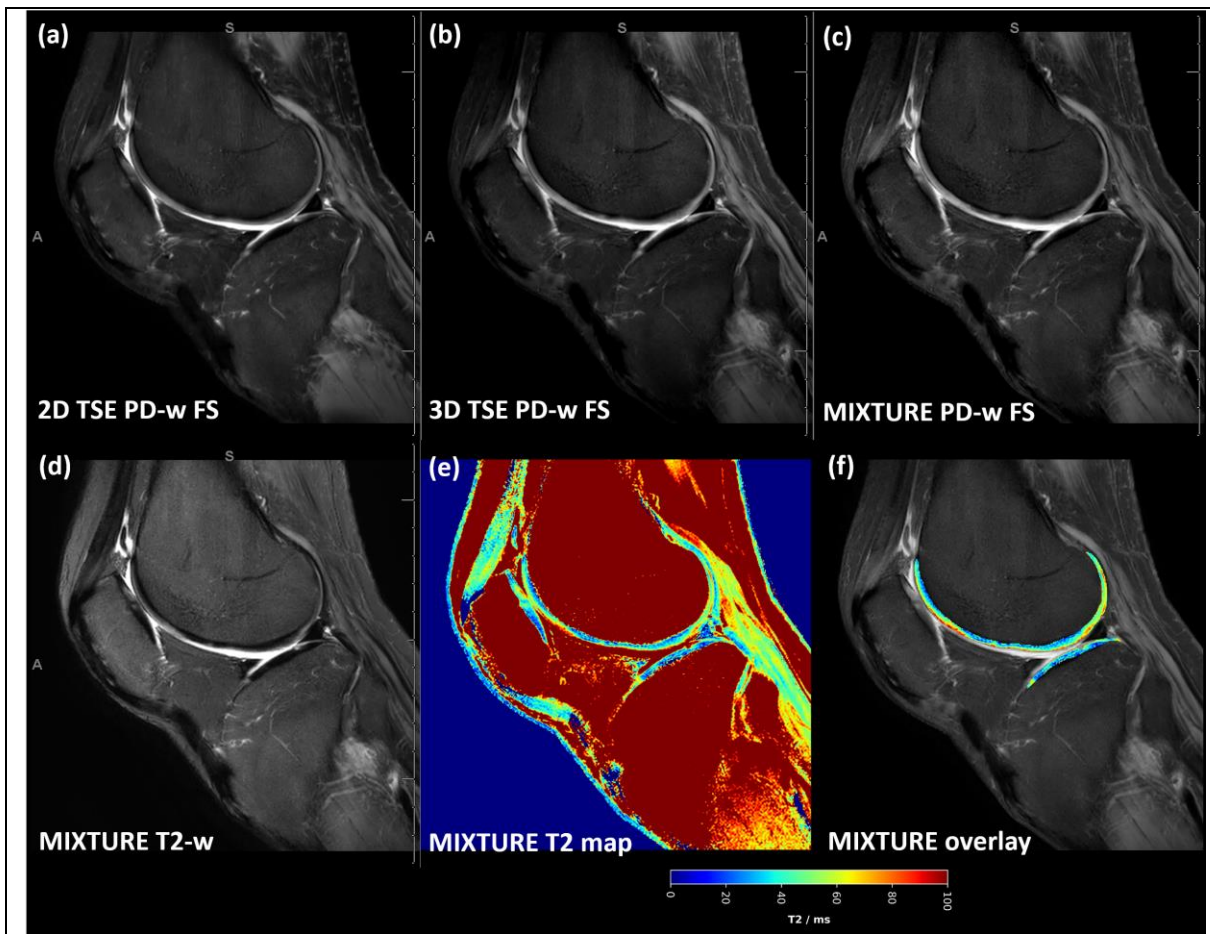 (a)
S
(b)
S
(c)
A
A
A
2D TSE PD-w FS
3D TSE PD-w FS
MIXTURE PD-w FS
(d)
S
(e)
(f)
A
MIXTURE T2-w
MIXTURE T2 map
MIXTURE overlay
0
20
40
60
80
100
T2 / ms